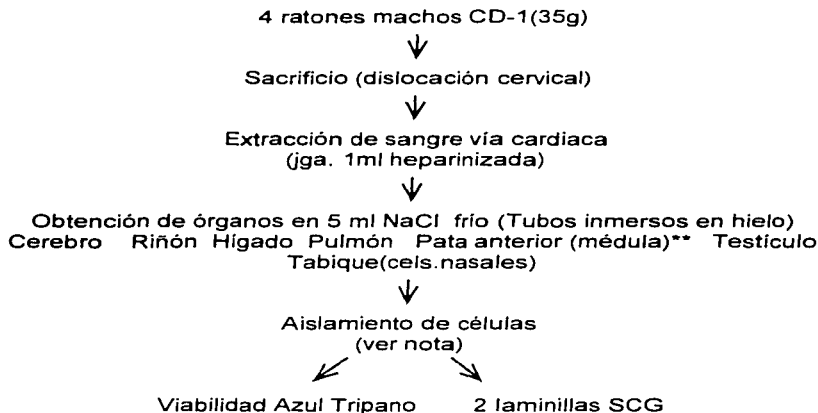 4 ratones machos CD-1(35g)
Sacrificio (dislocación cervical)
Extracción de sangre vía cardiaca
(jga. 1ml heparinizada)
Obtención de órganos en 5 ml NaCl frío (Tubos inmersos en hielo)
Cerebro Riñón Hígado Pulmón Pata anterior (médula)** Testículo
Tabique(cels.nasales)
Aislamiento de células
(ver nota)
Viabilidad Azul Tripano 2 laminillas SCG